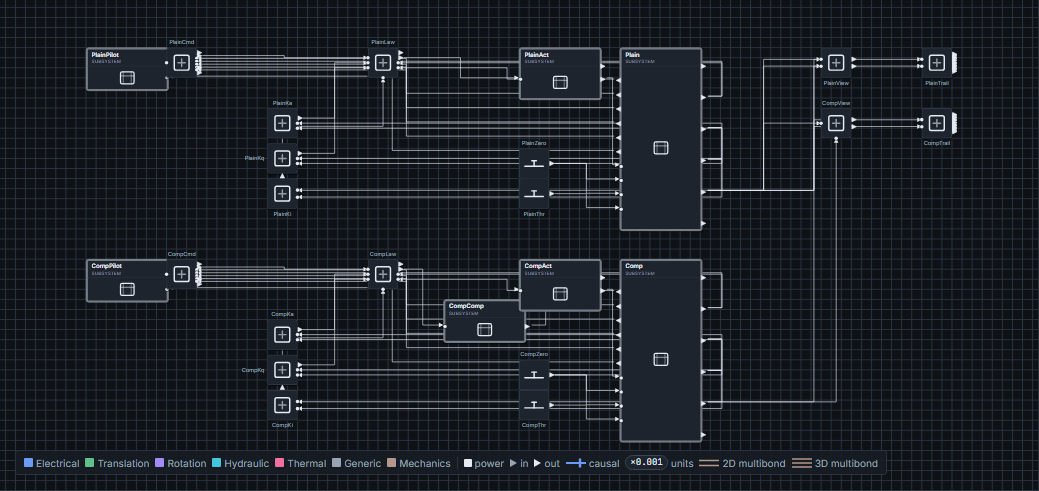 PlainCmd
PlainLaw
PlainPilot
SUBSYSTEM
PlainAct
SUBSYSTEM
Plain
SUBSYSTEM
PlainView
PlainTrail
PlainKa
CompView
CompTrail
PlainKq
PlainZero
PlainKi
PlainThr
CompCmd
CompLaw
CompPilot
SUBSYSTEM
CompAct
SUBSYSTEM
Comp
SUBSYSTEM
CompComp
SUBSYSTEM
CompKa
CompKq
CompZero
CompKi
CompThr
Electrical Translation Rotation Hydraulic Thermal Generic Mechanics power in out causal ×0.001 units 2D multibond 3D multibond